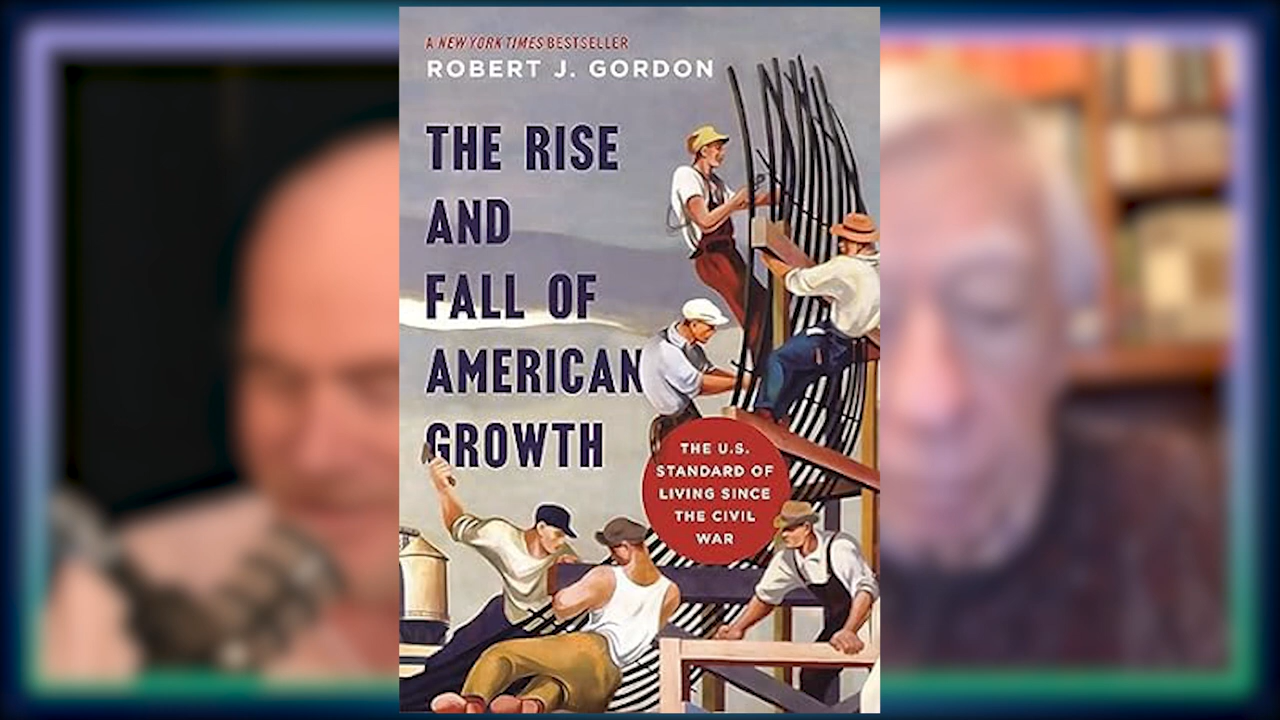 A NEW YORK TIMES BESTSELLER
ROBERT J. GORDON
THE RISE
AND
FALL OF
AMERICAN
GROWTH
THE U.S.
STANDARD OF
LIVING SINCE
THE CIVIL
WAR